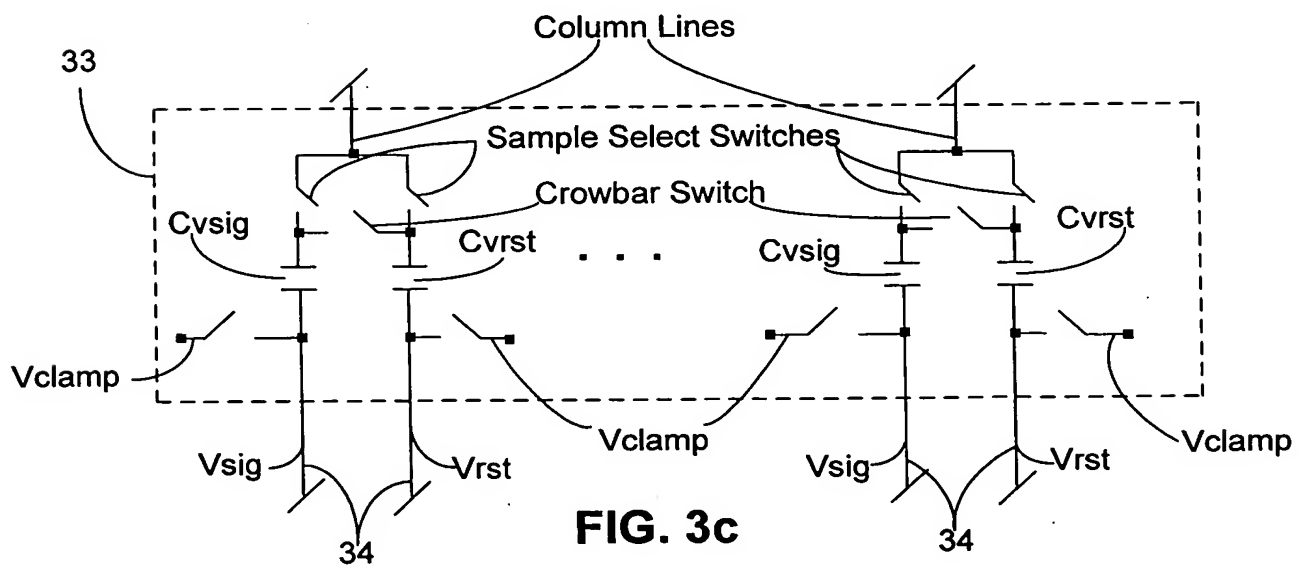 Column Lines
33
Sample Select Switches
Crowbar Switch
Cvsig
Cvrst
. . .
Cvsig
Cvrst
Vclamp
Vclamp
Vclamp
Vsig
Vrst
Vsig
Vrst
34
FIG. 3c
34